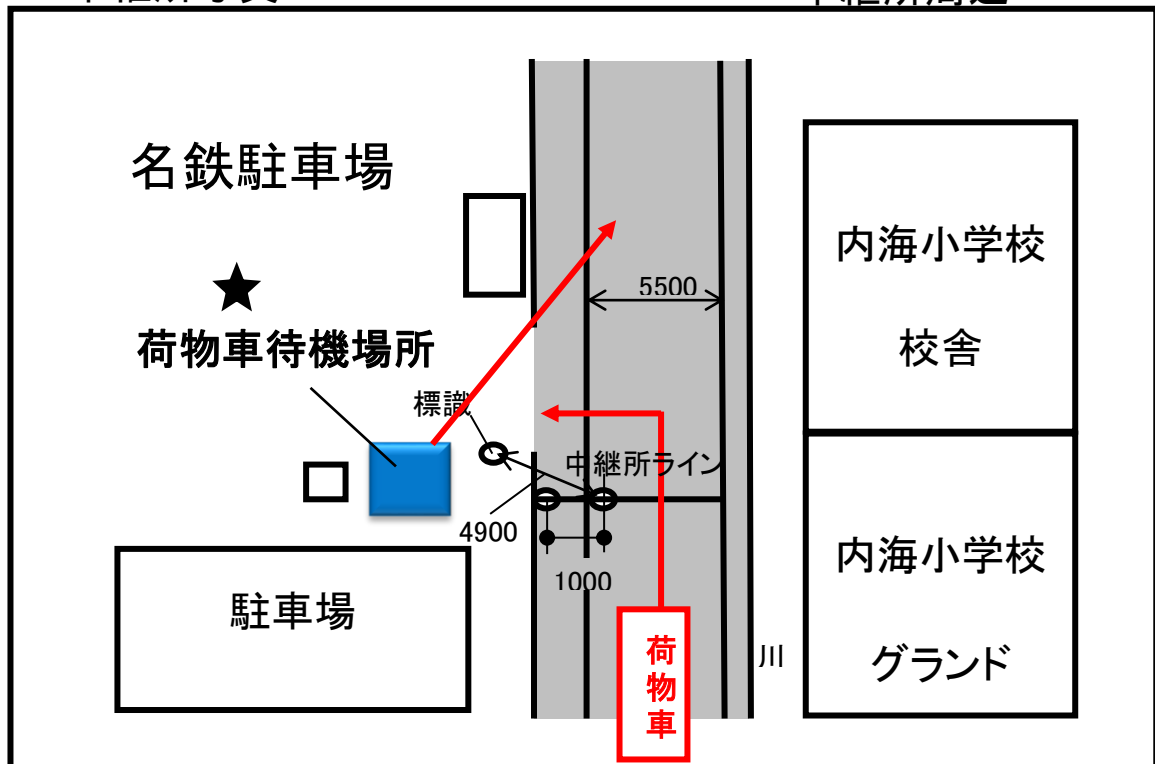 名鉄駐車場
内海小学校
校舎
5500
荷物車待機場所
標識
中継所ライン
4900
1000
内海小学校
グランド
駐車場
荷物車
川